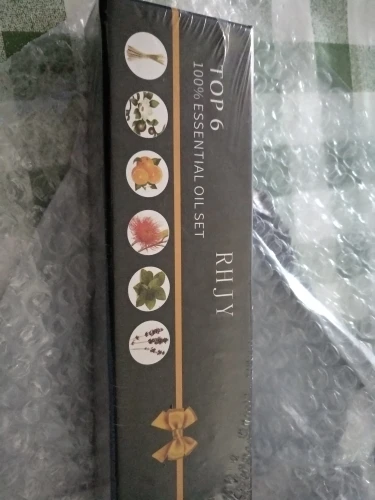 TOP 6
100% ESSENTIAL OIL SET
RHJY